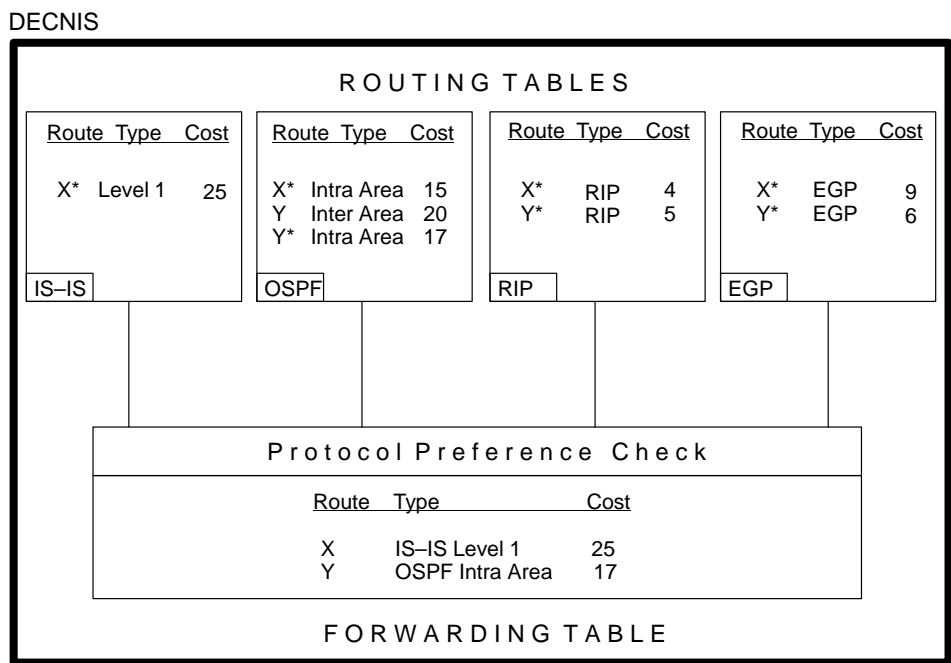 DECNIS
ROUTING TABLES
Route Type Cost
X* Level 1 25
IS–IS
Route Type Cost
X* Intra Area 15
Y Inter Area 20
Y* Intra Area 17
OSPF
Route Type Cost
X* RIP 4
Y* RIP 5
RIP
Route Type Cost
X* EGP 9
Y* EGP 6
EGP
Protocol Preference Check
Route Type Cost
X IS–IS Level 1 25
Y OSPF Intra Area 17
FORWARDING TABLE